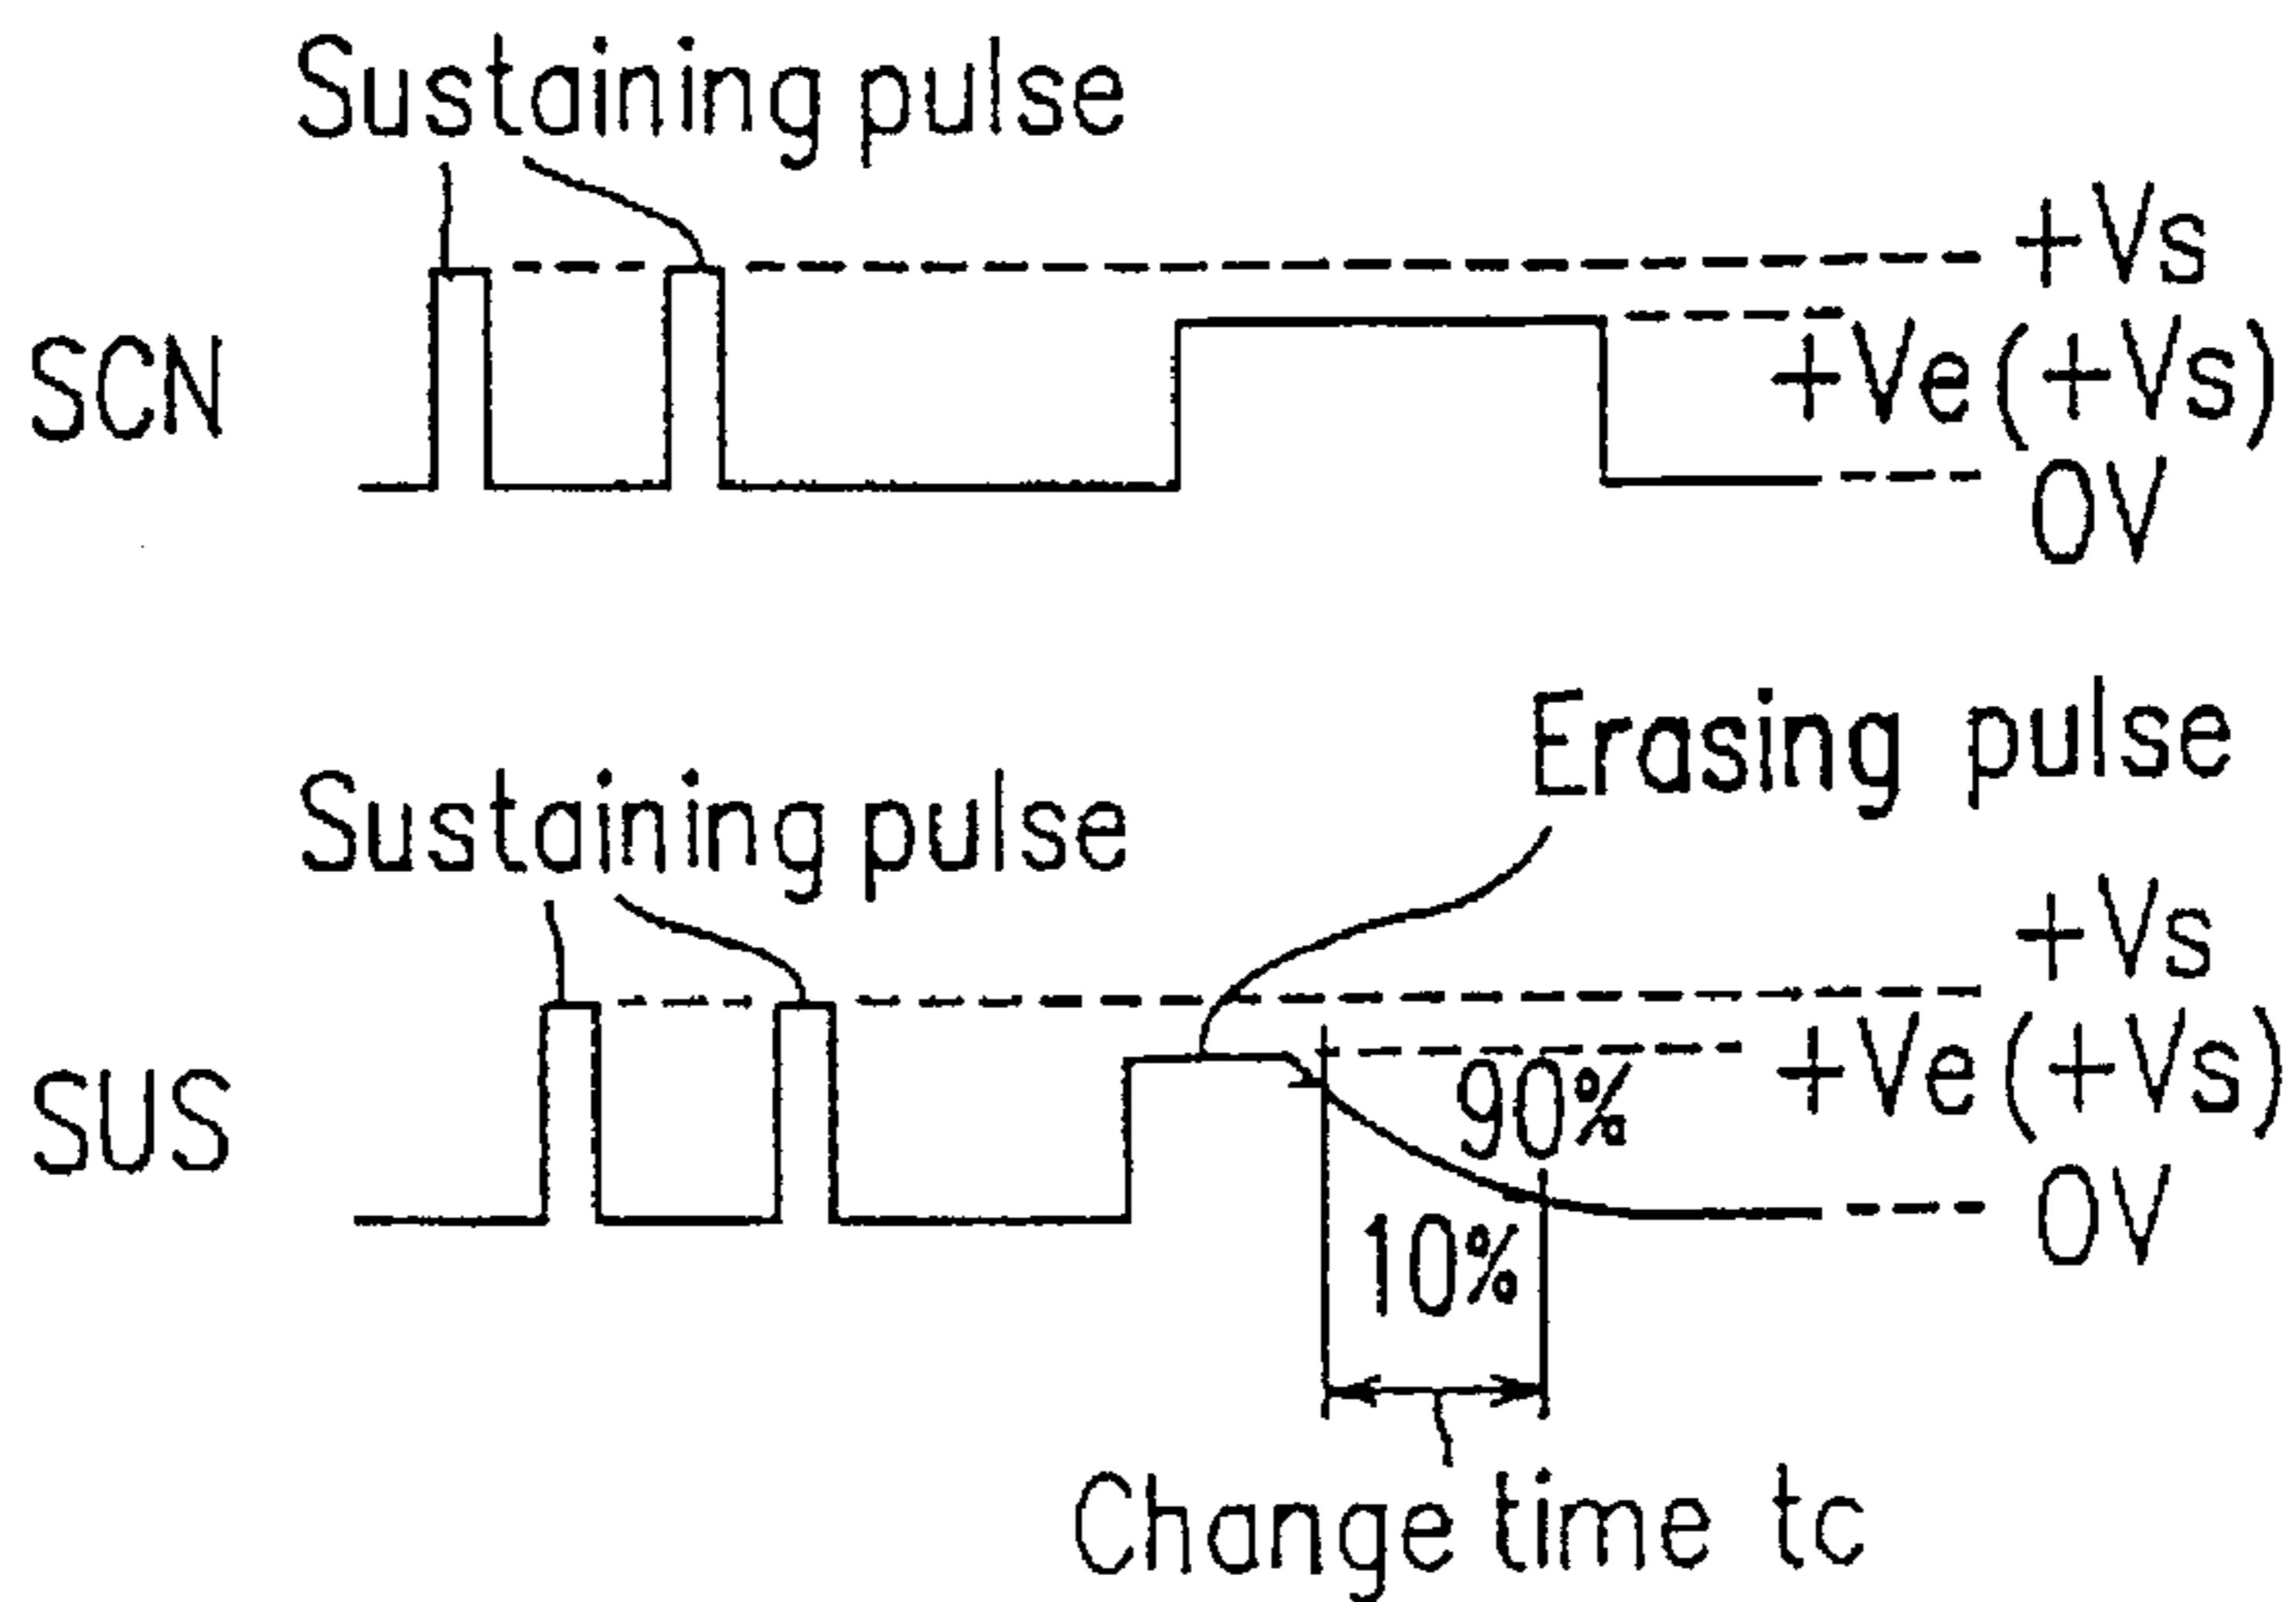 Sustaining pulse
+Vs
SCN
+Ve(+Vs)
0V
Erasing pulse
Sustaining pulse
+Vs
SUS
90%
+Ve(+Vs)
10%
0V
Change time tc